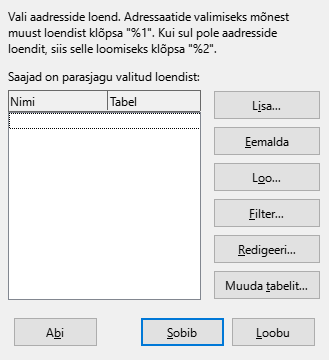 Vali aadresside loend. Adressaatide valimiseks mõnest
muust loendist klõpsa "%1". Kui sul pole aadresside
loendit, siis selle loomiseks klõpsa "%2".
Saajad on parasjagu valitud loendist:
Nimi Tabel
Lisa...
Eemalda
Loo...
Filter...
Redigeeri...
Muuda tabelit...
Abi Sobib Loobu